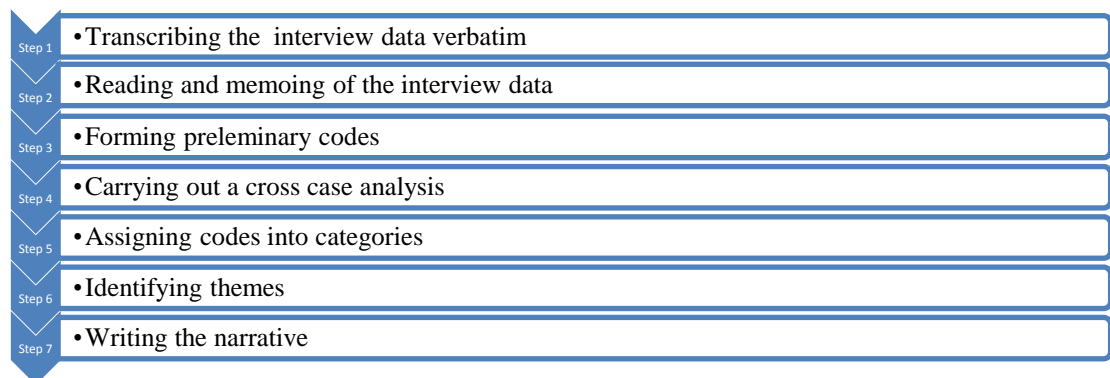 Step 1
•Transcribing the interview data verbatim
Step 2
•Reading and memoing of the interview data
Step 3
•Forming preleminary codes
Step 4
•Carrying out a cross case analysis
Step 5
•Assigning codes into categories
Step 6
•Identifying themes
Step 7
•Writing the narrative